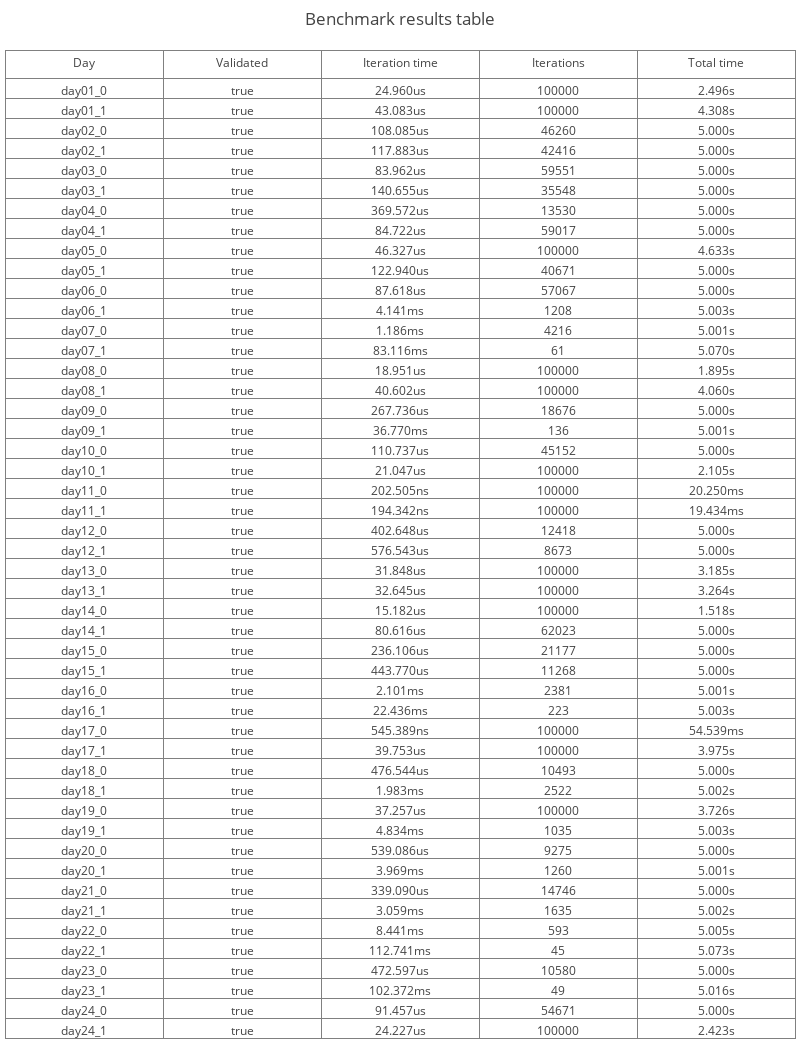 Benchmark results table
Day Validated Iteration time Iterations Total time
day01_0 true 24.960us 100000 2.496s
day01_1 true 43.083us 100000 4.308s
day02_0 true 108.085us 46260 5.000s
day02_1 true 117.883us 42416 5.000s
day03_0 true 83.962us 59551 5.000s
day03_1 true 140.655us 35548 5.000s
day04_0 true 369.572us 13530 5.000s
day04_1 true 84.722us 59017 5.000s
day05_0 true 46.327us 100000 4.633s
day05_1 true 122.940us 40671 5.000s
day06_0 true 87.618us 57067 5.000s
day06_1 true 4.141ms 1208 5.003s
day07_0 true 1.186ms 4216 5.001s
day07_1 true 83.116ms 61 5.070s
day08_0 true 18.951us 100000 1.895s
day08_1 true 40.602us 100000 4.060s
day09_0 true 267.736us 18676 5.000s
day09_1 true 36.770ms 136 5.001s
day10_0 true 110.737us 45152 5.000s
day10_1 true 21.047us 100000 2.105s
day11_0 true 202.505ns 100000 20.250ms
day11_1 true 194.342ns 100000 19.434ms
day12_0 true 402.648us 12418 5.000s
day12_1 true 576.543us 8673 5.000s
day13_0 true 31.848us 100000 3.185s
day13_1 true 32.645us 100000 3.264s
day14_0 true 15.182us 100000 1.518s
day14_1 true 80.616us 62023 5.000s
day15_0 true 236.106us 21177 5.000s
day15_1 true 443.770us 11268 5.000s
day16_0 true 2.101ms 2381 5.001s
day16_1 true 22.436ms 223 5.003s
day17_0 true 545.389ns 100000 54.539ms
day17_1 true 39.753us 100000 3.975s
day18_0 true 476.544us 10493 5.000s
day18_1 true 1.983ms 2522 5.002s
day19_0 true 37.257us 100000 3.726s
day19_1 true 4.834ms 1035 5.003s
day20_0 true 539.086us 9275 5.000s
day20_1 true 3.969ms 1260 5.001s
day21_0 true 339.090us 14746 5.000s
day21_1 true 3.059ms 1635 5.002s
day22_0 true 8.441ms 593 5.005s
day22_1 true 112.741ms 45 5.073s
day23_0 true 472.597us 10580 5.000s
day23_1 true 102.372ms 49 5.016s
day24_0 true 91.457us 54671 5.000s
day24_1 true 24.227us 100000 2.423s